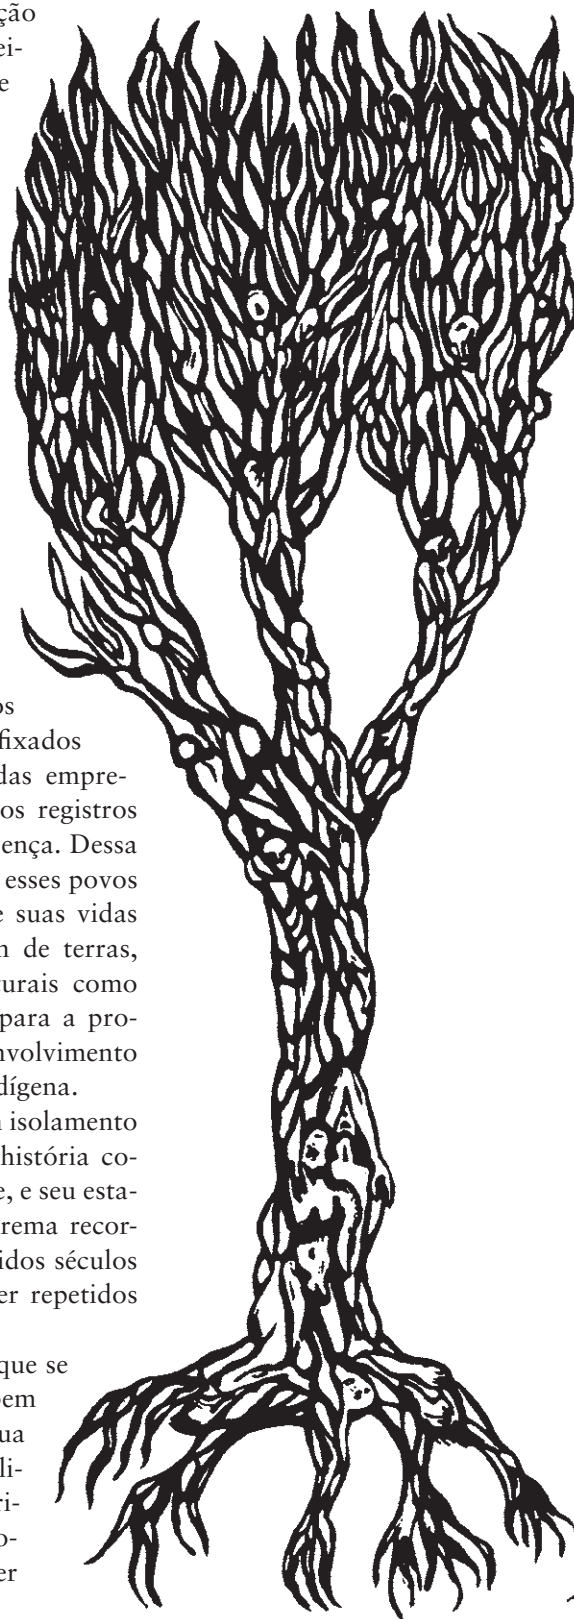 ção
ei-
e
os
fixados
das empre-
os registros
ença. Dessa
esses povos
e suas vidas
n de terras,
turais como
para a pro-
nvolvimento
dígena.
n isolamento
história co-
e, e seu esta-
rema recor-
idos séculos
er repetidos
que se
bem
ua
li-
ri-
o-
er